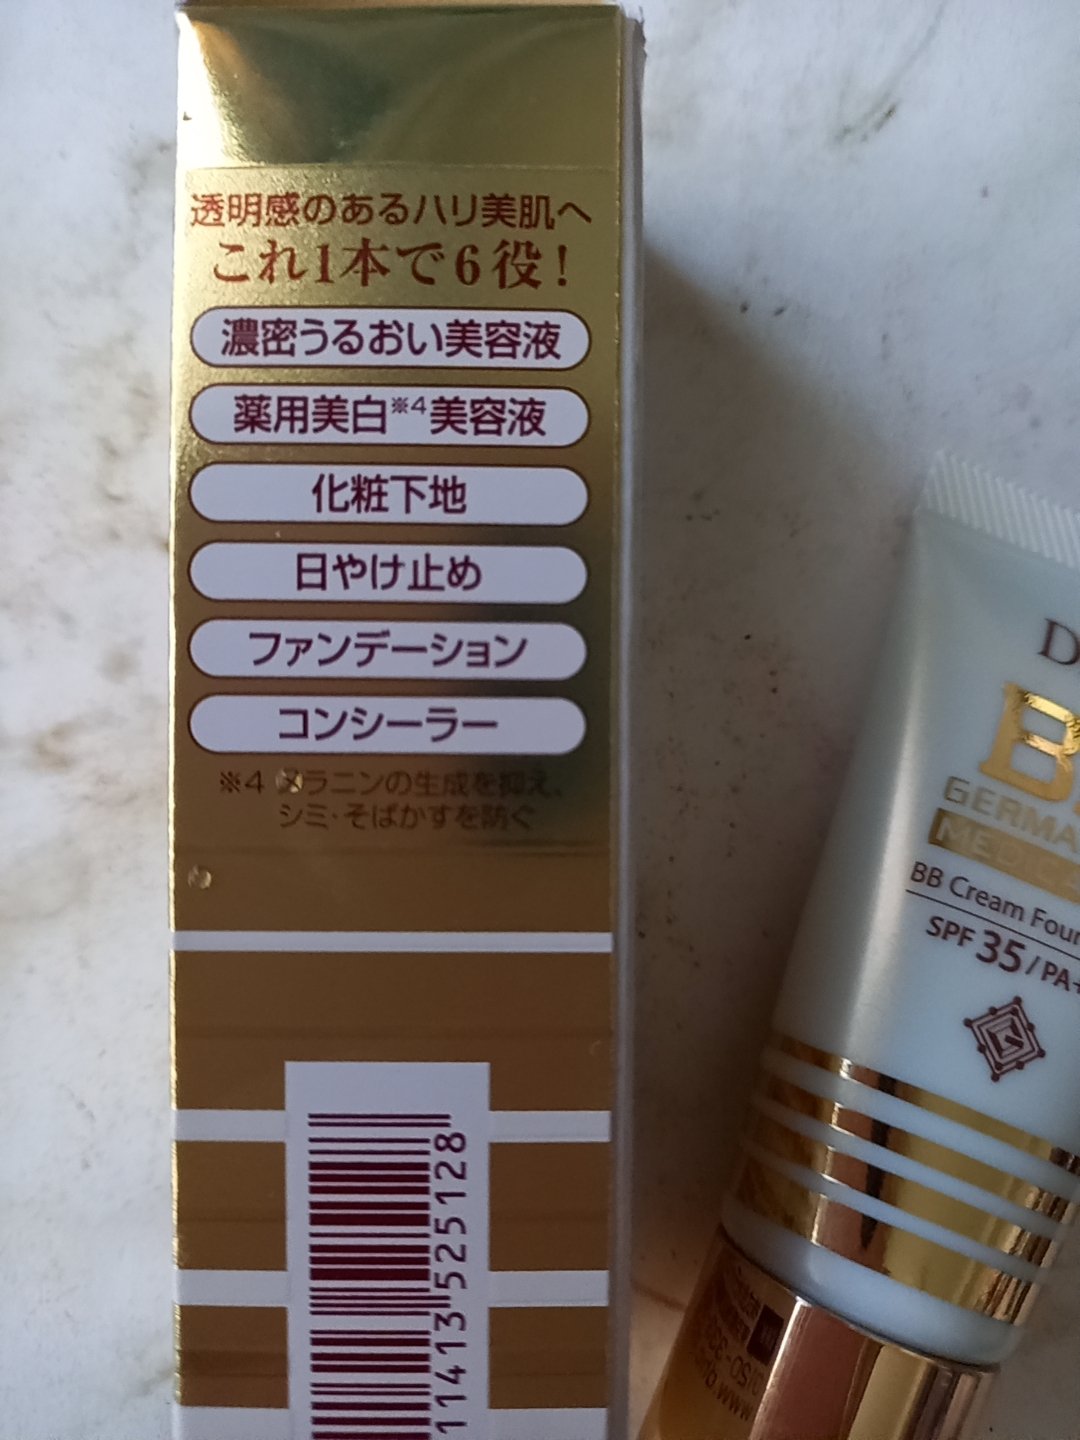 透明感のあるハリ美肌へ
これ1本で6役!
濃密うるおい美容液
薬用美白※4美容液
化粧下地
日やけ止め
ファンデーション
コンシーラー
※4 メラニンの生成を抑え、
シミ・そばかすを防ぐ
11413525128
BB Cream
SPF 35/PA+